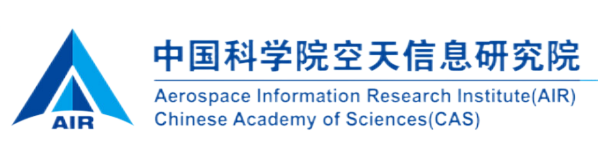 中国科学院空天信息研究院
Aerospace Information Research Institute(AIR)
Chinese Academy of Sciences(CAS)
AIR